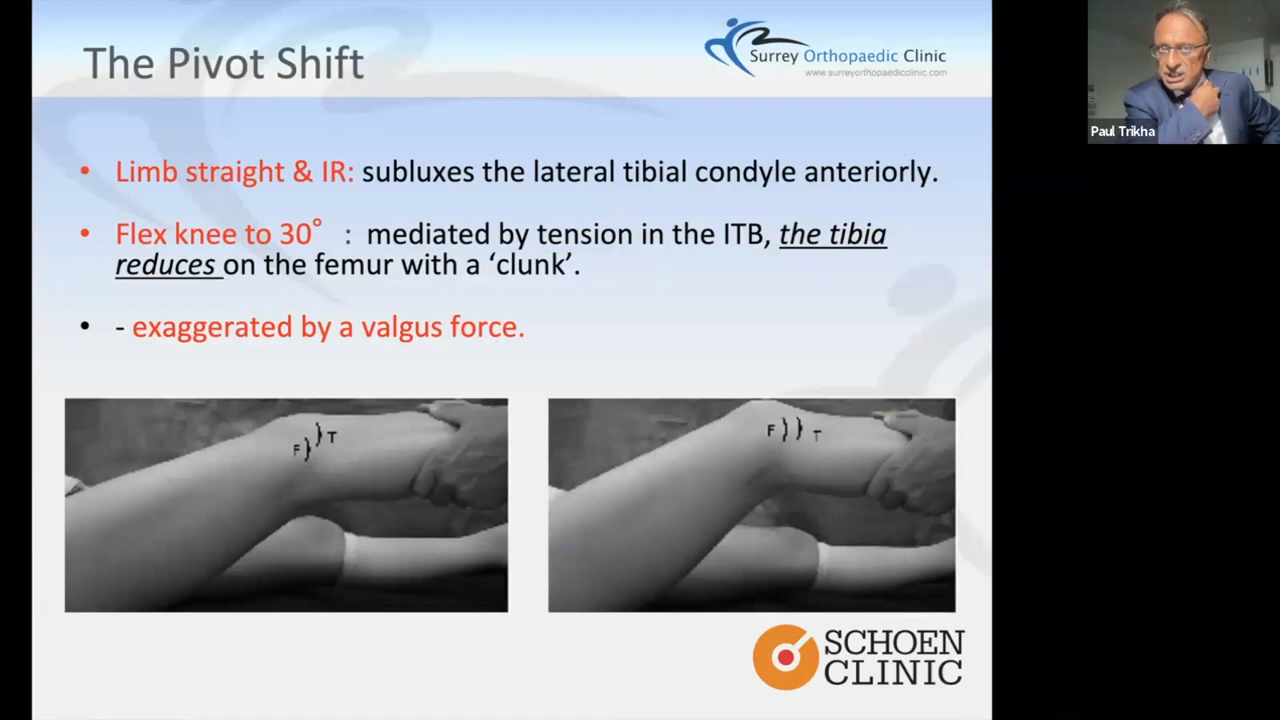 The Pivot Shift
Surrey Orthopaedic Clinic
www.surreyorthopaedicclinic.com
Paul Trikha
• Limb straight & IR: subluxes the lateral tibial condyle anteriorly.
• Flex knee to 30° : mediated by tension in the ITB, the tibia
reduces on the femur with a ‘clunk’.
• - exaggerated by a valgus force.
F T
F T
SCHOEN
CLINIC